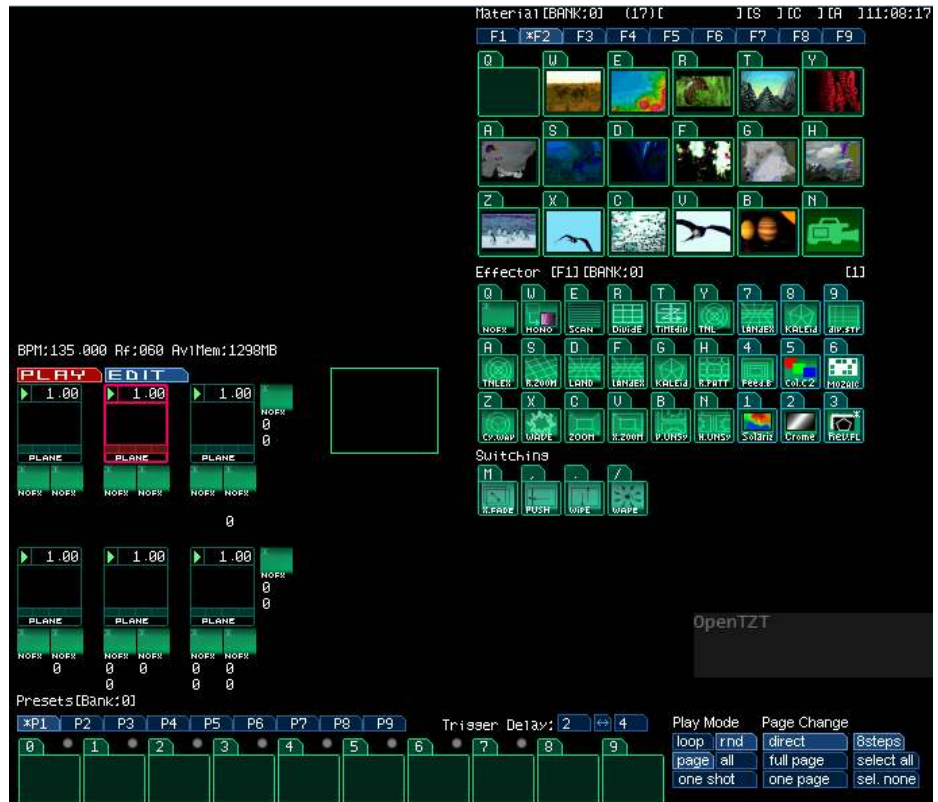 Material[BANK:0] (17)[ ][S ][C ][A ]11:08:17
F1 *F2 F3 F4 F5 F6 F7 F8 F9
Q W E R T Y
A S D F G H
Z X C V B N
Effector [F1][BANK:0] [1]
Q W E R T Y 7 8 9
NOFX MONO SCAN DividE TiMEdiv TNL LANdEX KALEid div.STr
A S D F G H 4 5 6
TNLEX R.ZOOM LAND LANdEX KALEid R.PATT Feed.B Col.C2 MOZAIC
Z X C V B N 1 2 3
Cy.WAV WAVE ZOOM X.ZOOM P.UNSy H.UNSy Solariz Crome Rev.FL
Switching
M , . /
X.FADE PUSH WiPE WAPE
BPM:135.000 Rf:060 AvlMem:1298MB
PLAY EDIT
1.00 1.00 1.00
NOFX
0
0
PLANE PLANE PLANE
NOFX NOFX NOFX NOFX NOFX NOFX
0
1.00 1.00 1.00
NOFX
0
0
PLANE PLANE PLANE
NOFX NOFX NOFX NOFX NOFX NOFX
0 0 0
0 0 0
0 0 0
OpenTZT
Presets[Bank:0]
*P1 P2 P3 P4 P5 P6 P7 P8 P9 Trigger Delay: 2 ↔ 4
0 1 2 3 4 5 6 7 8 9
Play Mode Page Change
loop rnd direct 8steps
page all full page select all
one shot one page sel. none